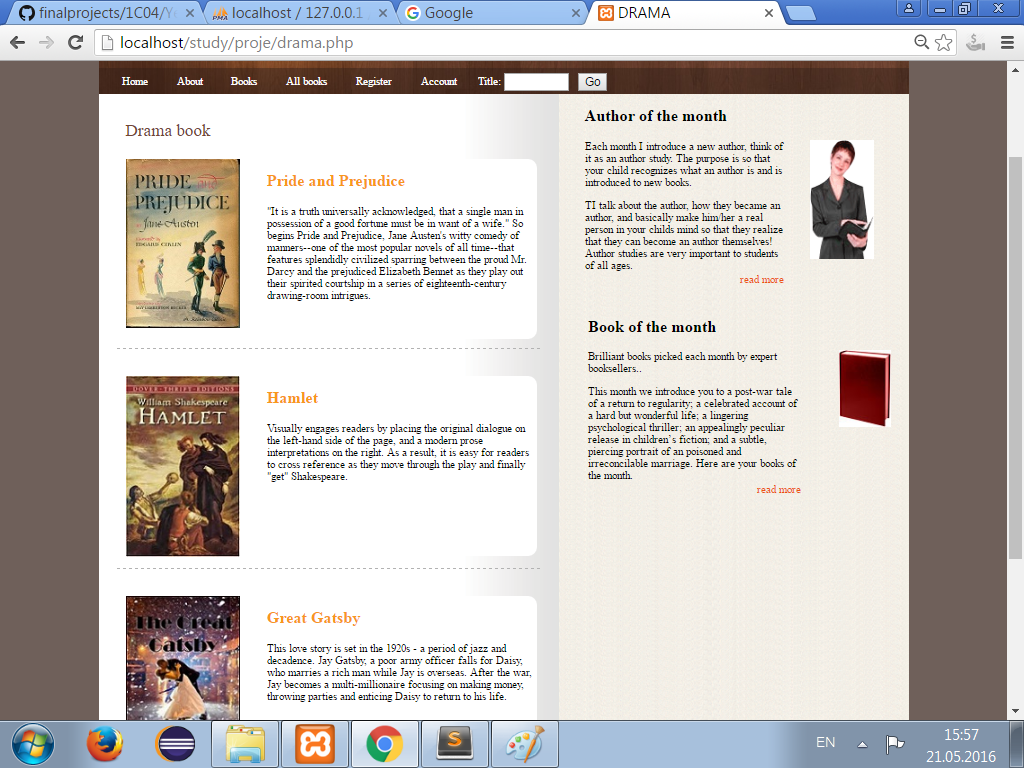 finalprojects/1C04/Y
localhost / 127.0.0.1
Google
DRAMA
localhost/study/proje/drama.php
Home About Books All books Register Account Title: Go
Drama book
PRIDE and
PREJUDICE
Jane Austen
Pride and Prejudice
"It is a truth universally acknowledged, that a single man in
possession of a good fortune must be in want of a wife." So
begins Pride and Prejudice, Jane Austen's witty comedy of
manners--one of the most popular novels of all time--that
features splendidly civilized sparring between the proud Mr.
Darcy and the prejudiced Elizabeth Bennet as they play out
their spirited courtship in a series of eighteenth-century
drawing-room intrigues.
DOVER · THRIFT · EDITIONS
William Shakespeare
HAMLET
Hamlet
Visually engages readers by placing the original dialogue on
the left-hand side of the page, and a modern prose
interpretations on the right. As a result, it is easy for readers
to cross reference as they move through the play and finally
"get" Shakespeare.
The Great
Gatsby
Great Gatsby
This love story is set in the 1920s - a period of jazz and
decadence. Jay Gatsby, a poor army officer falls for Daisy,
who marries a rich man while Jay is overseas. After the war,
Jay becomes a multi-millionaire focusing on making money,
throwing parties and enticing Daisy to return to his life.
Author of the month
Each month I introduce a new author, think of
it as an author study. The purpose is so that
your child recognizes what an author is and is
introduced to new books.
TI talk about the author, how they became an
author, and basically make him/her a real
person in your childs mind so that they realize
that they can become an author themselves!
Author studies are very important to students
of all ages.
read more
Book of the month
Brilliant books picked each month by expert
booksellers..
This month we introduce you to a post-war tale
of a return to regularity; a celebrated account of
a hard but wonderful life; a lingering
psychological thriller; an appealingly peculiar
release in children's fiction; and a subtle,
piercing portrait of an poisoned and
irreconcilable marriage. Here are your books of
the month.
read more
EN
15:57
21.05.2016